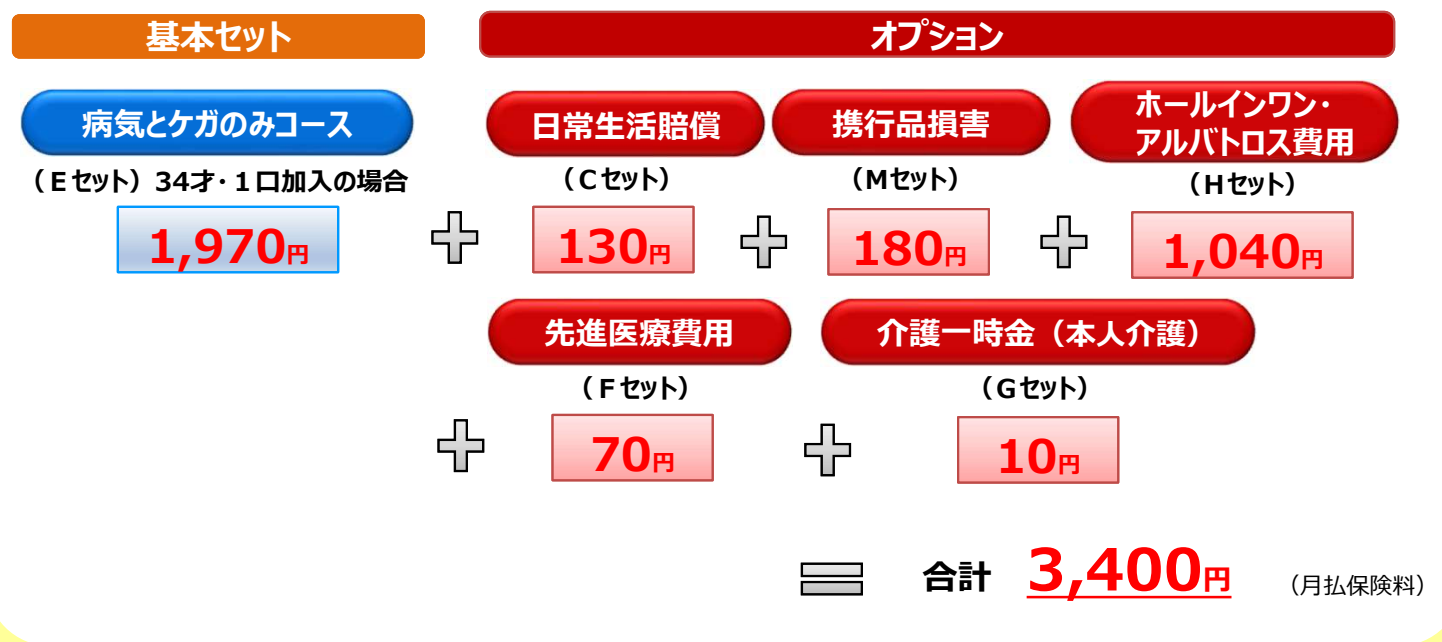 基本セット
オプション
病気とケガのみコース
日常生活賠償
携行品損害
ホールインワン・
アルバトロス費用
（Eセット）34才・1口加入の場合
（Cセット）
（Mセット）
（Hセット）
1,970円
130円
180円
1,040円
先進医療費用
介護一時金（本人介護）
（Fセット）
（Gセット）
70円
10円
合計 3,400円 （月払保険料）